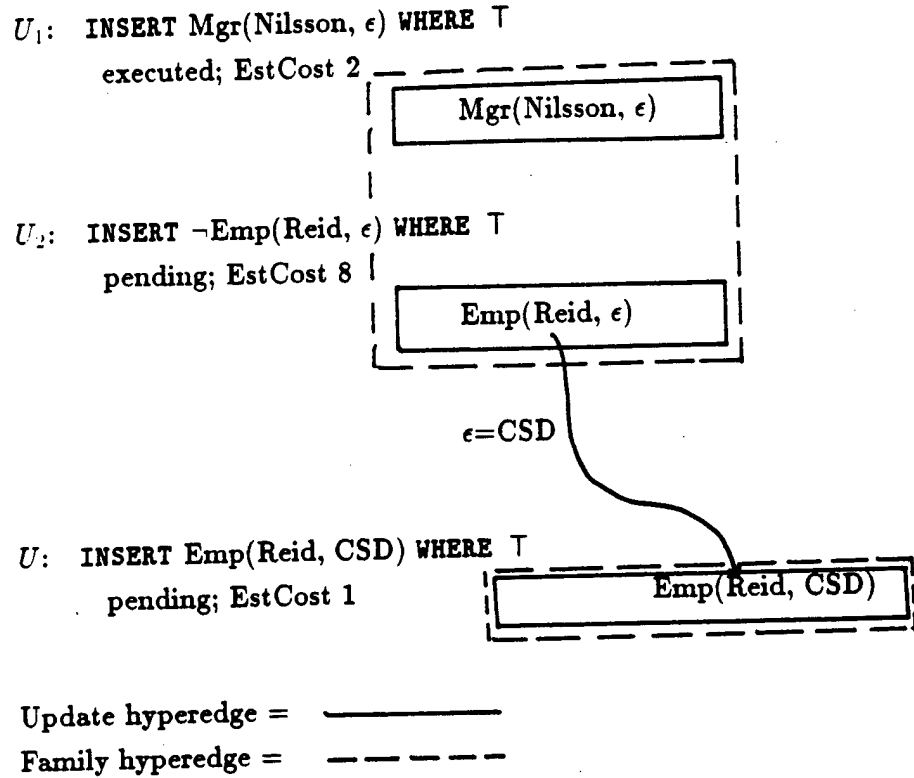 U₁: INSERT Mgr(Nilsson, ϵ) WHERE T
executed; EstCost 2
Mgr(Nilsson, ϵ)
U₂: INSERT ¬Emp(Reid, ϵ) WHERE T
pending; EstCost 8
Emp(Reid, ϵ)
ϵ=CSD
U: INSERT Emp(Reid, CSD) WHERE T
pending; EstCost 1
Emp(Reid, CSD)
Update hyperedge =
Family hyperedge =